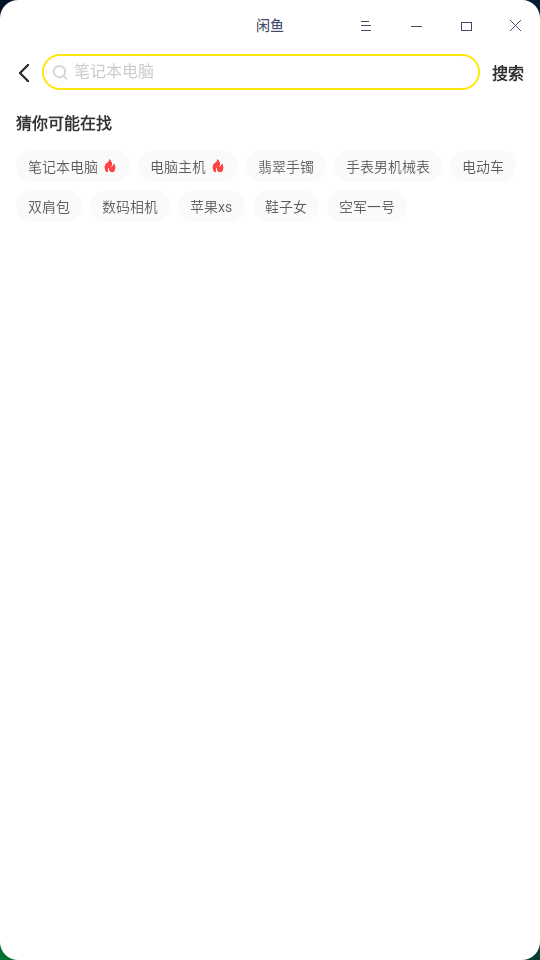 闲鱼
笔记本电脑 搜索
猜你可能在找
笔记本电脑 电脑主机 翡翠手镯 手表男机械表 电动车
双肩包 数码相机 苹果xs 鞋子女 空军一号